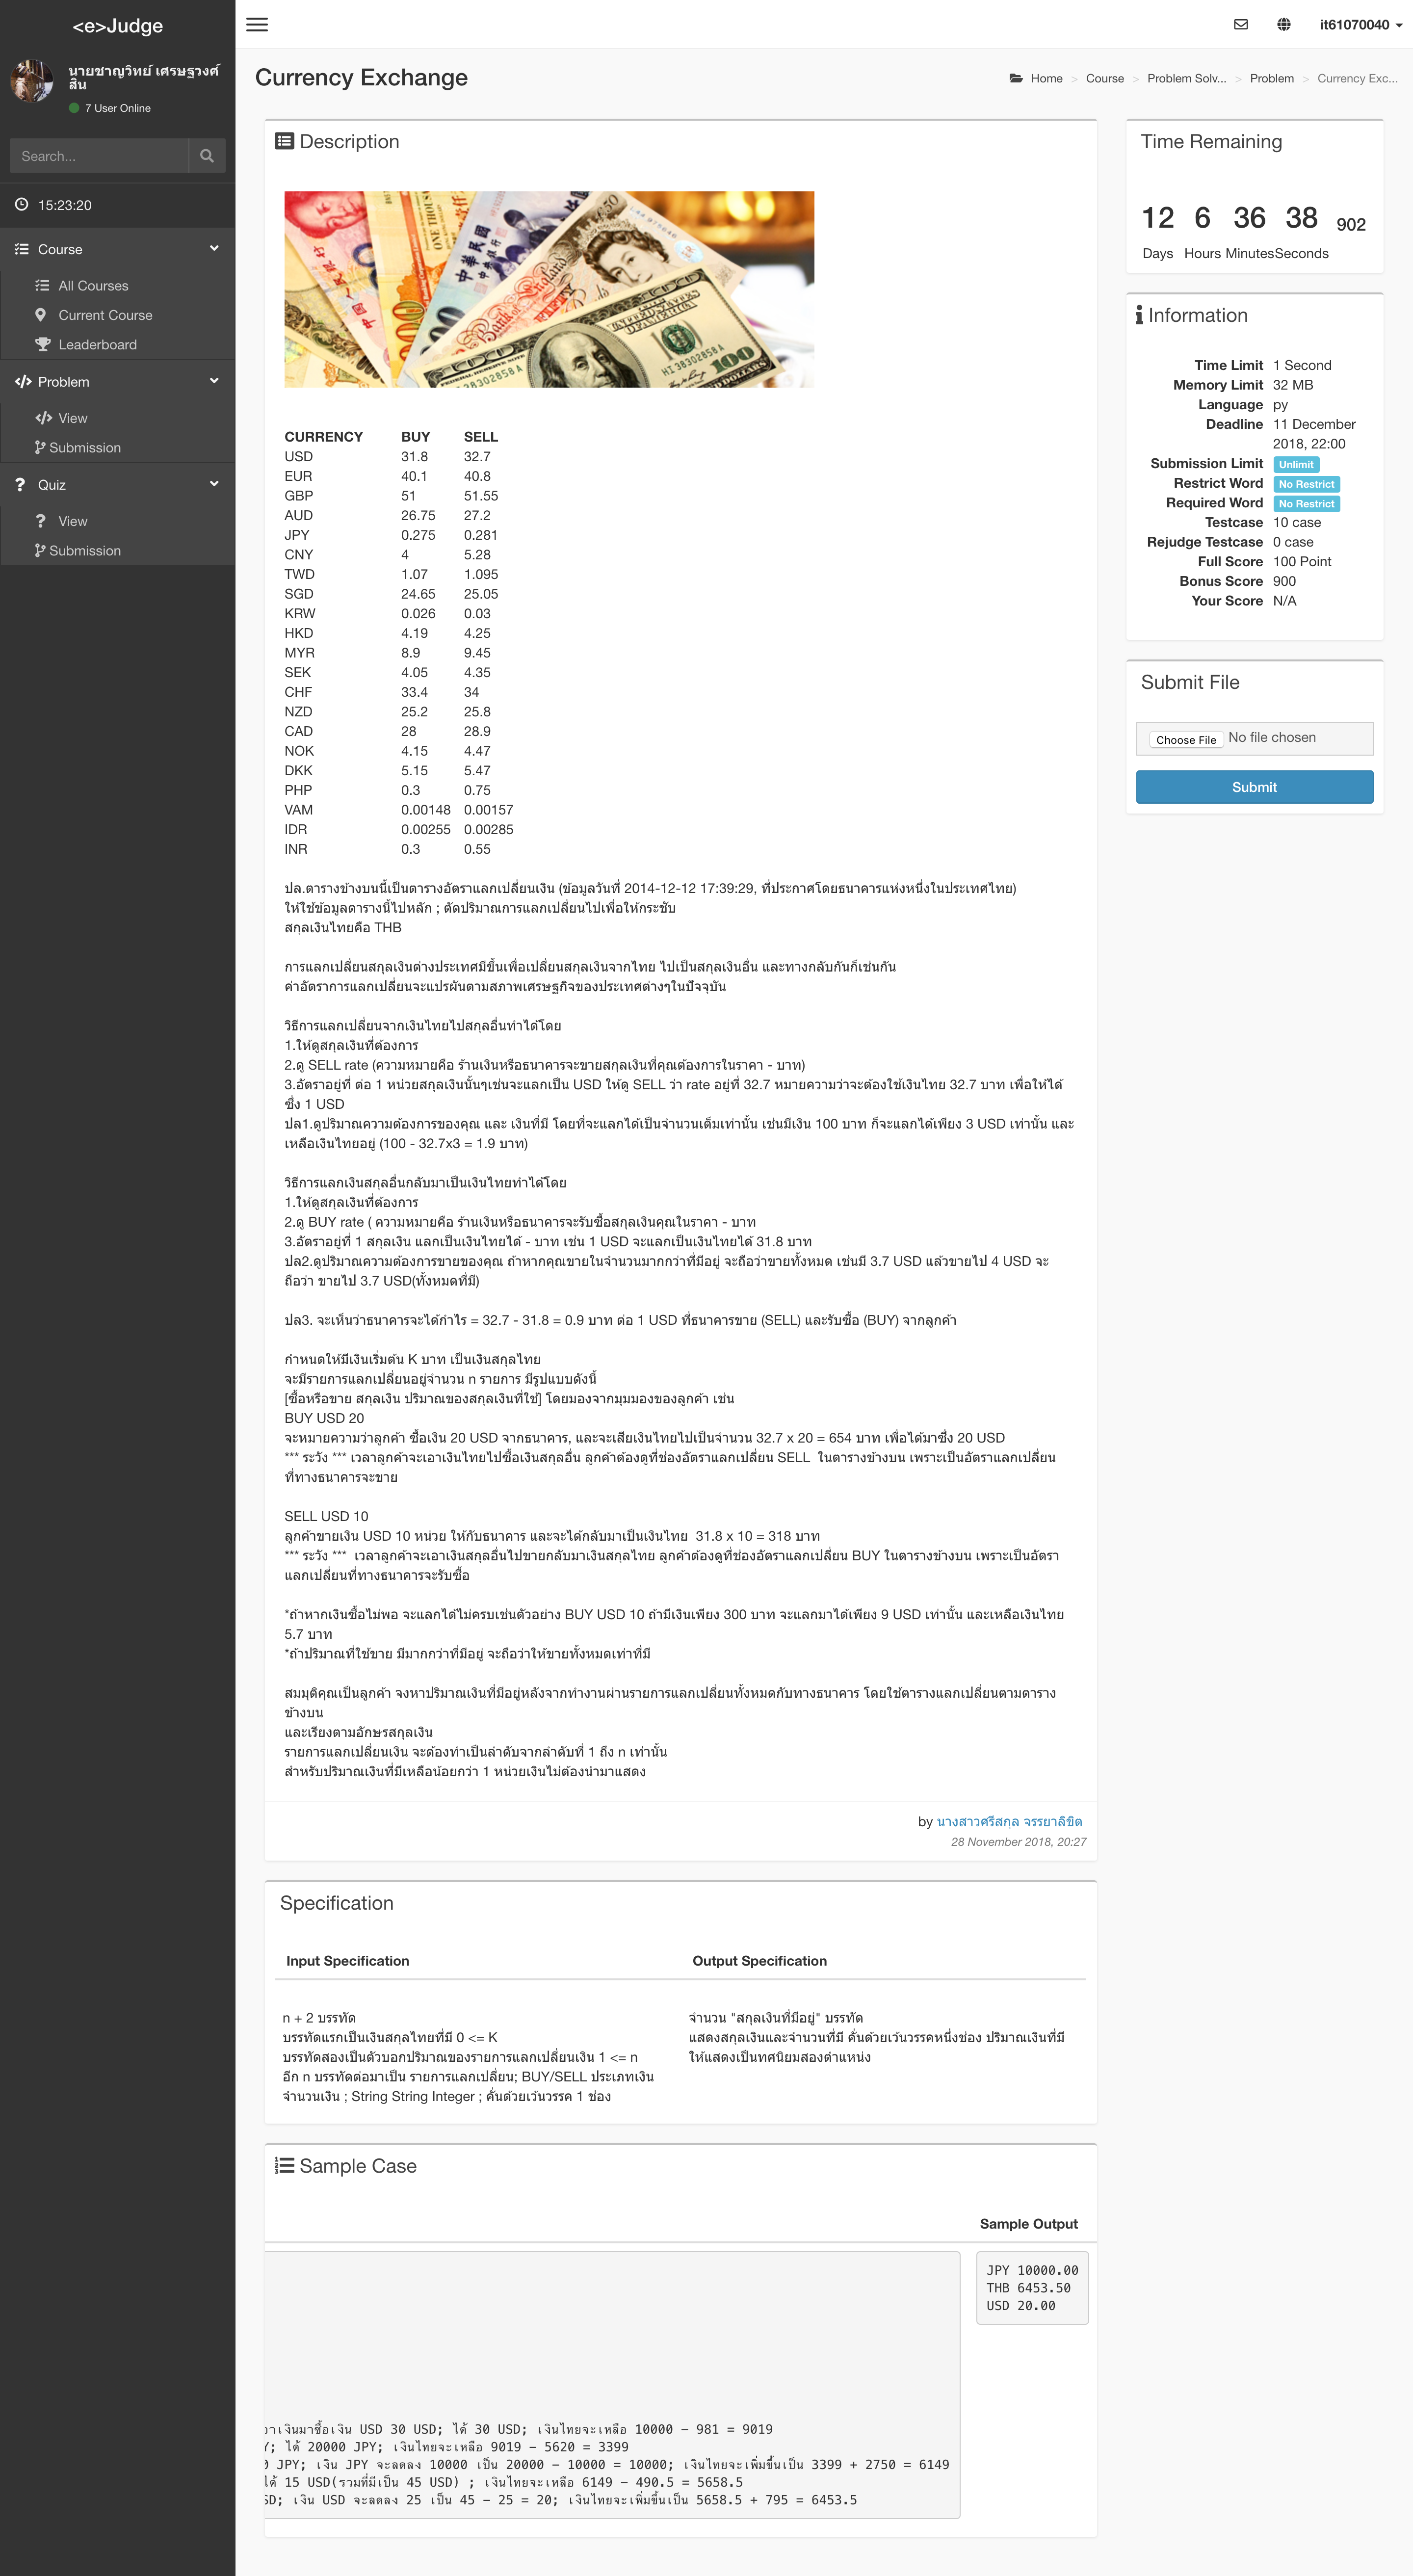 <e>Judge
นายชาญวิทย์ เศรษฐวงศ์
สิน
7 User Online
Search...
15:23:20
Course
All Courses
Current Course
Leaderboard
Problem
View
Submission
Quiz
View
Submission
it61070040
Currency Exchange
Home > Course > Problem Solv... > Problem > Currency Exc...
Description
CURRENCY BUY SELL
USD 31.8 32.7
EUR 40.1 40.8
GBP 51 51.55
AUD 26.75 27.2
JPY 0.275 0.281
CNY 4 5.28
TWD 1.07 1.095
SGD 24.65 25.05
KRW 0.026 0.03
HKD 4.19 4.25
MYR 8.9 9.45
SEK 4.05 4.35
CHF 33.4 34
NZD 25.2 25.8
CAD 28 28.9
NOK 4.15 4.47
DKK 5.15 5.47
PHP 0.3 0.75
VAM 0.00148 0.00157
IDR 0.00255 0.00285
INR 0.3 0.55
ปล.ตารางข้างบนนี้เป็นตารางอัตราแลกเปลี่ยนเงิน (ข้อมูลวันที่ 2014-12-12 17:39:29, ที่ประกาศโดยธนาคารแห่งหนึ่งในประเทศไทย)
ให้ใช้ข้อมูลตารางนี้ไปหลัก ; ตัดปริมาณการแลกเปลี่ยนไปเพื่อให้กระชับ
สกุลเงินไทยคือ THB
การแลกเปลี่ยนสกุลเงินต่างประเทศมีขึ้นเพื่อเปลี่ยนสกุลเงินจากไทย ไปเป็นสกุลเงินอื่น และทางกลับกันก็เช่นกัน
ค่าอัตราการแลกเปลี่ยนจะแปรผันตามสภาพเศรษฐกิจของประเทศต่างๆในปัจจุบัน
วิธีการแลกเปลี่ยนจากเงินไทยไปสกุลอื่นทำได้โดย
1.ให้ดูสกุลเงินที่ต้องการ
2.ดู SELL rate (ความหมายคือ ร้านเงินหรือธนาคารจะขายสกุลเงินที่คุณต้องการในราคา - บาท)
3.อัตราอยู่ที่ ต่อ 1 หน่วยสกุลเงินนั้นๆเช่นจะแลกเป็น USD ให้ดู SELL ว่า rate อยู่ที่ 32.7 หมายความว่าจะต้องใช้เงินไทย 32.7 บาท เพื่อให้ได้
ซึ่ง 1 USD
ปล1.ดูปริมาณความต้องการของคุณ และ เงินที่มี โดยที่จะแลกได้เป็นจำนวนเต็มเท่านั้น เช่นมีเงิน 100 บาท ก็จะแลกได้เพียง 3 USD เท่านั้น และ
เหลือเงินไทยอยู่ (100 - 32.7x3 = 1.9 บาท)
วิธีการแลกเงินสกุลอื่นกลับมาเป็นเงินไทยทำได้โดย
1.ให้ดูสกุลเงินที่ต้องการ
2.ดู BUY rate ( ความหมายคือ ร้านเงินหรือธนาคารจะรับซื้อสกุลเงินคุณในราคา - บาท
3.อัตราอยู่ที่ 1 สกุลเงิน แลกเป็นเงินไทยได้ - บาท เช่น 1 USD จะแลกเป็นเงินไทยได้ 31.8 บาท
ปล2.ดูปริมาณความต้องการขายของคุณ ถ้าหากคุณขายในจำนวนมากกว่าที่มีอยู่ จะถือว่าขายทั้งหมด เช่นมี 3.7 USD แล้วขายไป 4 USD จะ
ถือว่า ขายไป 3.7 USD(ทั้งหมดที่มี)
ปล3. จะเห็นว่าธนาคารจะได้กำไร = 32.7 - 31.8 = 0.9 บาท ต่อ 1 USD ที่ธนาคารขาย (SELL) และรับซื้อ (BUY) จากลูกค้า
กำหนดให้มีเงินเริ่มต้น K บาท เป็นเงินสกุลไทย
จะมีรายการแลกเปลี่ยนอยู่จำนวน n รายการ มีรูปแบบดังนี้
[ซื้อหรือขาย สกุลเงิน ปริมาณของสกุลเงินที่ใช้] โดยมองจากมุมมองของลูกค้า เช่น
BUY USD 20
จะหมายความว่าลูกค้า ซื้อเงิน 20 USD จากธนาคาร, และจะเสียเงินไทยไปเป็นจำนวน 32.7 x 20 = 654 บาท เพื่อได้มาซึ่ง 20 USD
*** ระวัง *** เวลาลูกค้าจะเอาเงินไทยไปซื้อเงินสกุลอื่น ลูกค้าต้องดูที่ช่องอัตราแลกเปลี่ยน SELL ในตารางข้างบน เพราะเป็นอัตราแลกเปลี่ยน
ที่ทางธนาคารจะขาย
SELL USD 10
ลูกค้าขายเงิน USD 10 หน่วย ให้กับธนาคาร และจะได้กลับมาเป็นเงินไทย 31.8 x 10 = 318 บาท
*** ระวัง *** เวลาลูกค้าจะเอาเงินสกุลอื่นไปขายกลับมาเงินสกุลไทย ลูกค้าต้องดูที่ช่องอัตราแลกเปลี่ยน BUY ในตารางข้างบน เพราะเป็นอัตรา
แลกเปลี่ยนที่ทางธนาคารจะรับซื้อ
*ถ้าหากเงินซื้อไม่พอ จะแลกได้ไม่ครบเช่นตัวอย่าง BUY USD 10 ถ้ามีเงินเพียง 300 บาท จะแลกมาได้เพียง 9 USD เท่านั้น และเหลือเงินไทย
5.7 บาท
*ถ้าปริมาณที่ใช้ขาย มีมากกว่าที่มีอยู่ จะถือว่าให้ขายทั้งหมดเท่าที่มี
สมมุติคุณเป็นลูกค้า จงหาปริมาณเงินที่มีอยู่หลังจากทำงานผ่านรายการแลกเปลี่ยนทั้งหมดกับทางธนาคาร โดยใช้ตารางแลกเปลี่ยนตามตาราง
ข้างบน
และเรียงตามอักษรสกุลเงิน
รายการแลกเปลี่ยนเงิน จะต้องทำเป็นลำดับจากลำดับที่ 1 ถึง n เท่านั้น
สำหรับปริมาณเงินที่มีเหลือน้อยกว่า 1 หน่วยเงินไม่ต้องนำมาแสดง
by นางสาวศรีสกุล จรรยาลิขิต
28 November 2018, 20:27
Time Remaining
12 6 36 38 902
Days Hours Minutes Seconds
Information
Time Limit 1 Second
Memory Limit 32 MB
Language py
Deadline 11 December
2018, 22:00
Submission Limit Unlimit
Restrict Word No Restrict
Required Word No Restrict
Testcase 10 case
Rejudge Testcase 0 case
Full Score 100 Point
Bonus Score 900
Your Score N/A
Submit File
Choose File No file chosen
Submit
Specification
Input Specification
n + 2 บรรทัด
บรรทัดแรกเป็นเงินสกุลไทยที่มี 0 <= K
บรรทัดสองเป็นตัวบอกปริมาณของรายการแลกเปลี่ยนเงิน 1 <= n
อีก n บรรทัดต่อมาเป็น รายการแลกเปลี่ยน; BUY/SELL ประเภทเงิน
จำนวนเงิน ; String String Integer ; คั่นด้วยเว้นวรรค 1 ช่อง
Output Specification
จำนวน "สกุลเงินที่มีอยู่" บรรทัด
แสดงสกุลเงินและจำนวนที่มี คั่นด้วยเว้นวรรคหนึ่งช่อง ปริมาณเงินที่มี
ให้แสดงเป็นทศนิยมสองตำแหน่ง
Sample Case
Sample Output
JPY 10000.00
THB 6453.50
USD 20.00
าเงินมาซื้อเงิน USD 30 USD; ได้ 30 USD; เงินไทยจะเหลือ 10000 - 981 = 9019
Y; ได้ 20000 JPY; เงินไทยจะเหลือ 9019 - 5620 = 3399
0 JPY; เงิน JPY จะลดลง 10000 เป็น 20000 - 10000 = 10000; เงินไทยจะเพิ่มขึ้นเป็น 3399 + 2750 = 6149
ได้ 15 USD(รวมที่มีเป็น 45 USD) ; เงินไทยจะเหลือ 6149 - 490.5 = 5658.5
SD; เงิน USD จะลดลง 25 เป็น 45 - 25 = 20; เงินไทยจะเพิ่มขึ้นเป็น 5658.5 + 795 = 6453.5